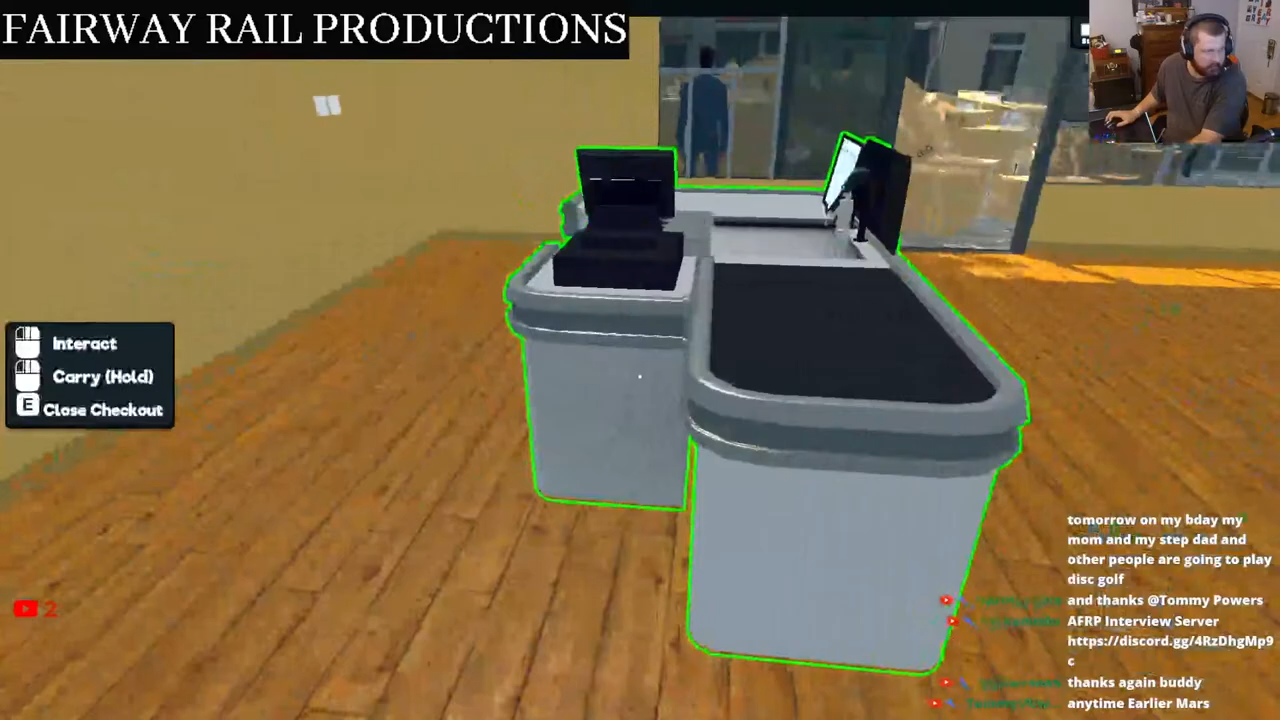 FAIRWAY RAIL PRODUCTIONS
Interact
Carry (Hold)
E Close Checkout
2
tomorrow on my bday my
mom and my step dad and
other people are going to play
disc golf
and thanks @Tommy Powers
AFRP Interview Server
https://discord.gg/4RzDhgMp9
c
thanks again buddy
anytime Earlier Mars